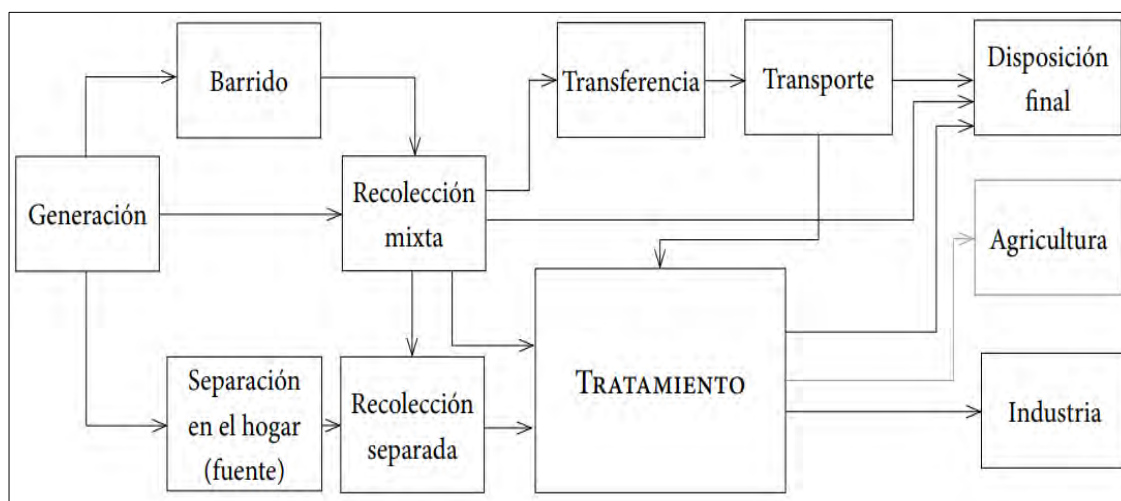 Barrido
Transferencia
Transporte
Disposición
final
Generación
Recolección
mixta
Agricultura
Separación
en el hogar
(fuente)
Recolección
separada
TRATAMIENTO
Industria